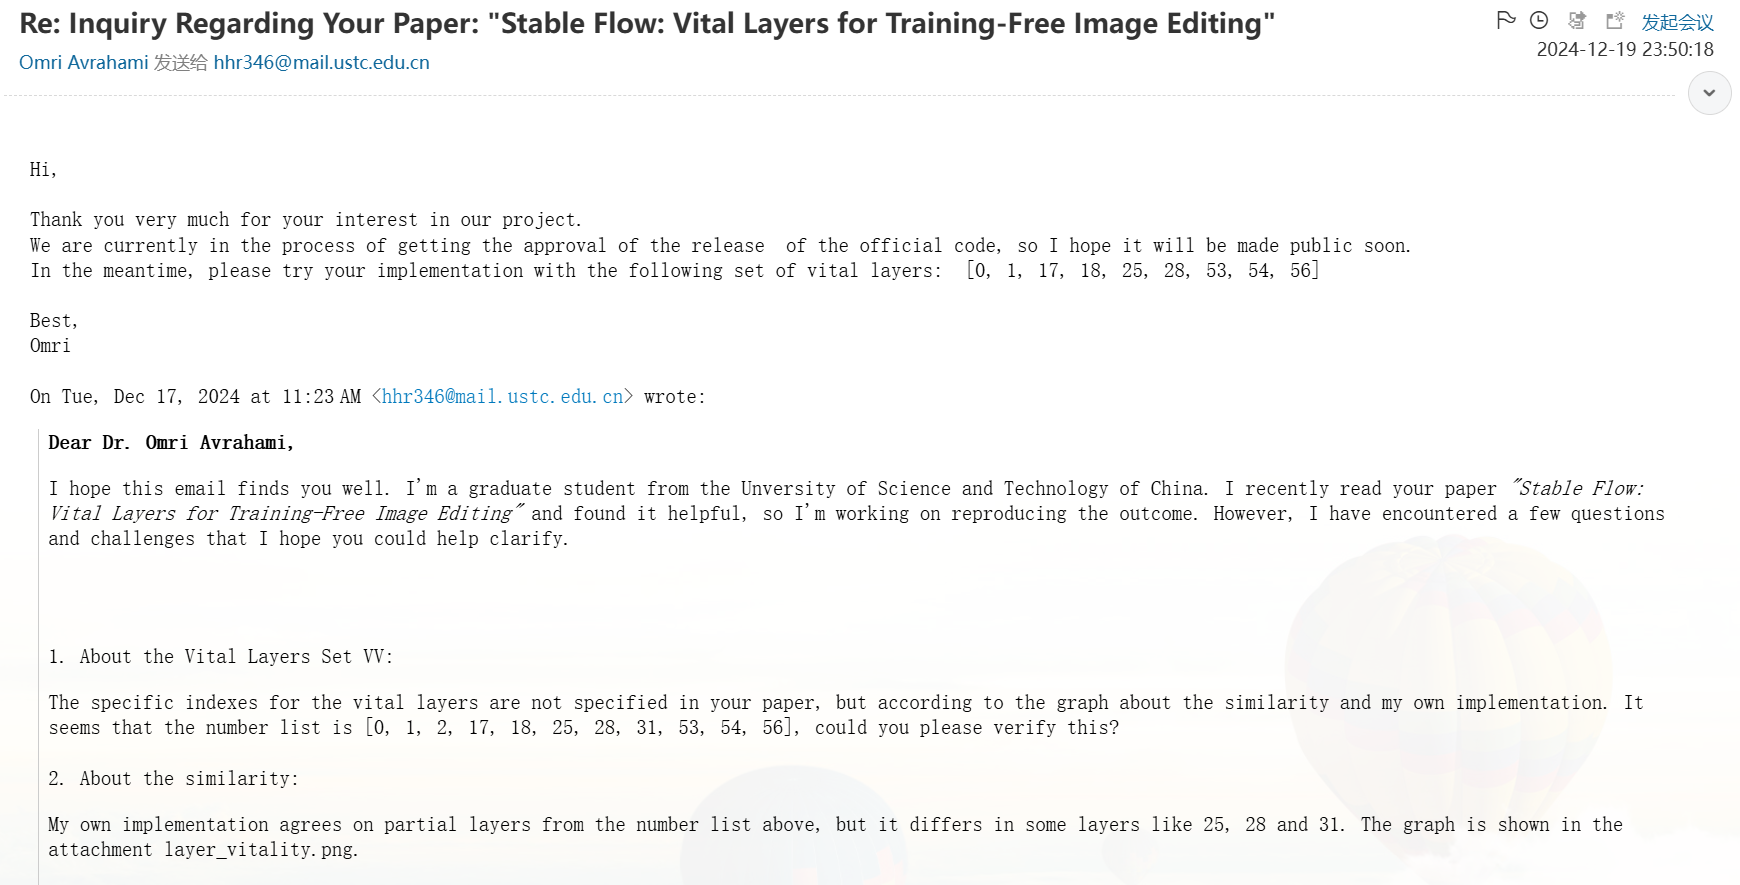 Re: Inquiry Regarding Your Paper: "Stable Flow: Vital Layers for Training-Free Image Editing"
发起会议
Omri Avrahami 发送给 hhr346@mail.ustc.edu.cn
2024-12-19 23:50:18
Hi,
Thank you very much for your interest in our project.
We are currently in the process of getting the approval of the release  of the official code, so I hope it will be made public soon.
In the meantime, please try your implementation with the following set of vital layers:  [0, 1, 17, 18, 25, 28, 53, 54, 56]
Best,
Omri
On Tue, Dec 17, 2024 at 11:23 AM <hhr346@mail.ustc.edu.cn> wrote:
Dear Dr. Omri Avrahami,
I hope this email finds you well. I'm a graduate student from the Unversity of Science and Technology of China. I recently read your paper "Stable Flow:
Vital Layers for Training-Free Image Editing" and found it helpful, so I'm working on reproducing the outcome. However, I have encountered a few questions
and challenges that I hope you could help clarify.
1. About the Vital Layers Set VV:
The specific indexes for the vital layers are not specified in your paper, but according to the graph about the similarity and my own implementation. It
seems that the number list is [0, 1, 2, 17, 18, 25, 28, 31, 53, 54, 56], could you please verify this?
2. About the similarity:
My own implementation agrees on partial layers from the number list above, but it differs in some layers like 25, 28 and 31. The graph is shown in the
attachment layer_vitality.png.